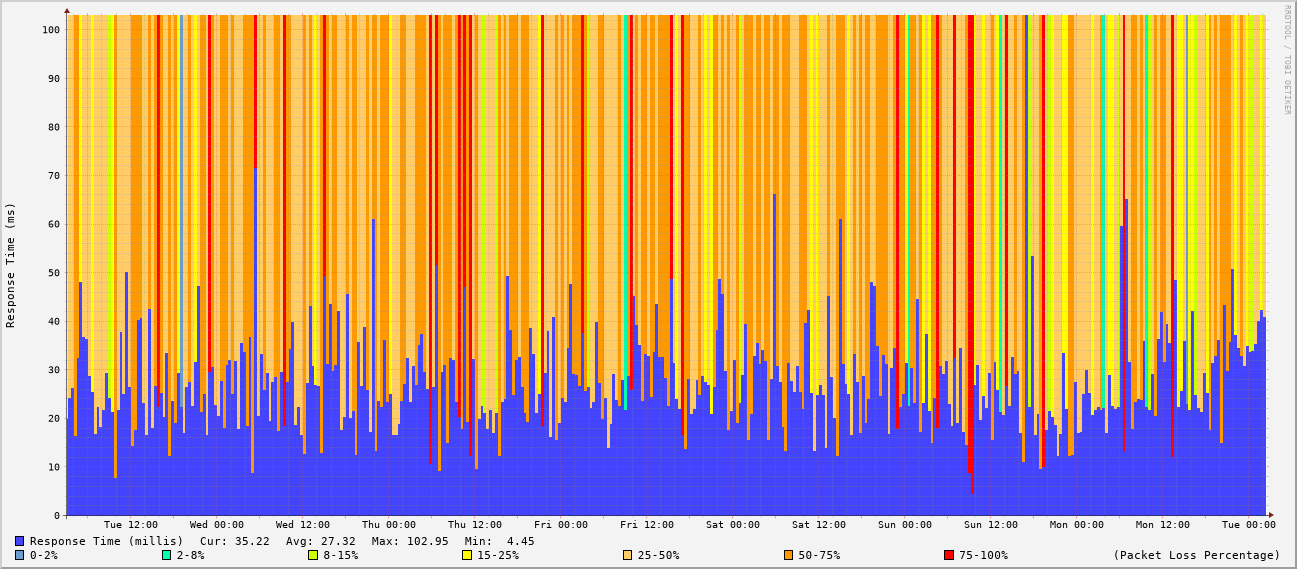 RRDTOOL / TOBI OETIKER
Response Time (ms)
100
90
80
70
60
50
40
30
20
10
0
Tue 12:00 Wed 00:00 Wed 12:00 Thu 00:00 Thu 12:00 Fri 00:00 Fri 12:00 Sat 00:00 Sat 12:00 Sun 00:00 Sun 12:00 Mon 00:00 Mon 12:00 Tue 00:00
Response Time (millis) Cur: 35.22 Avg: 27.32 Max: 102.95 Min: 4.45
0-2% 2-8% 8-15% 15-25% 25-50% 50-75% 75-100% (Packet Loss Percentage)